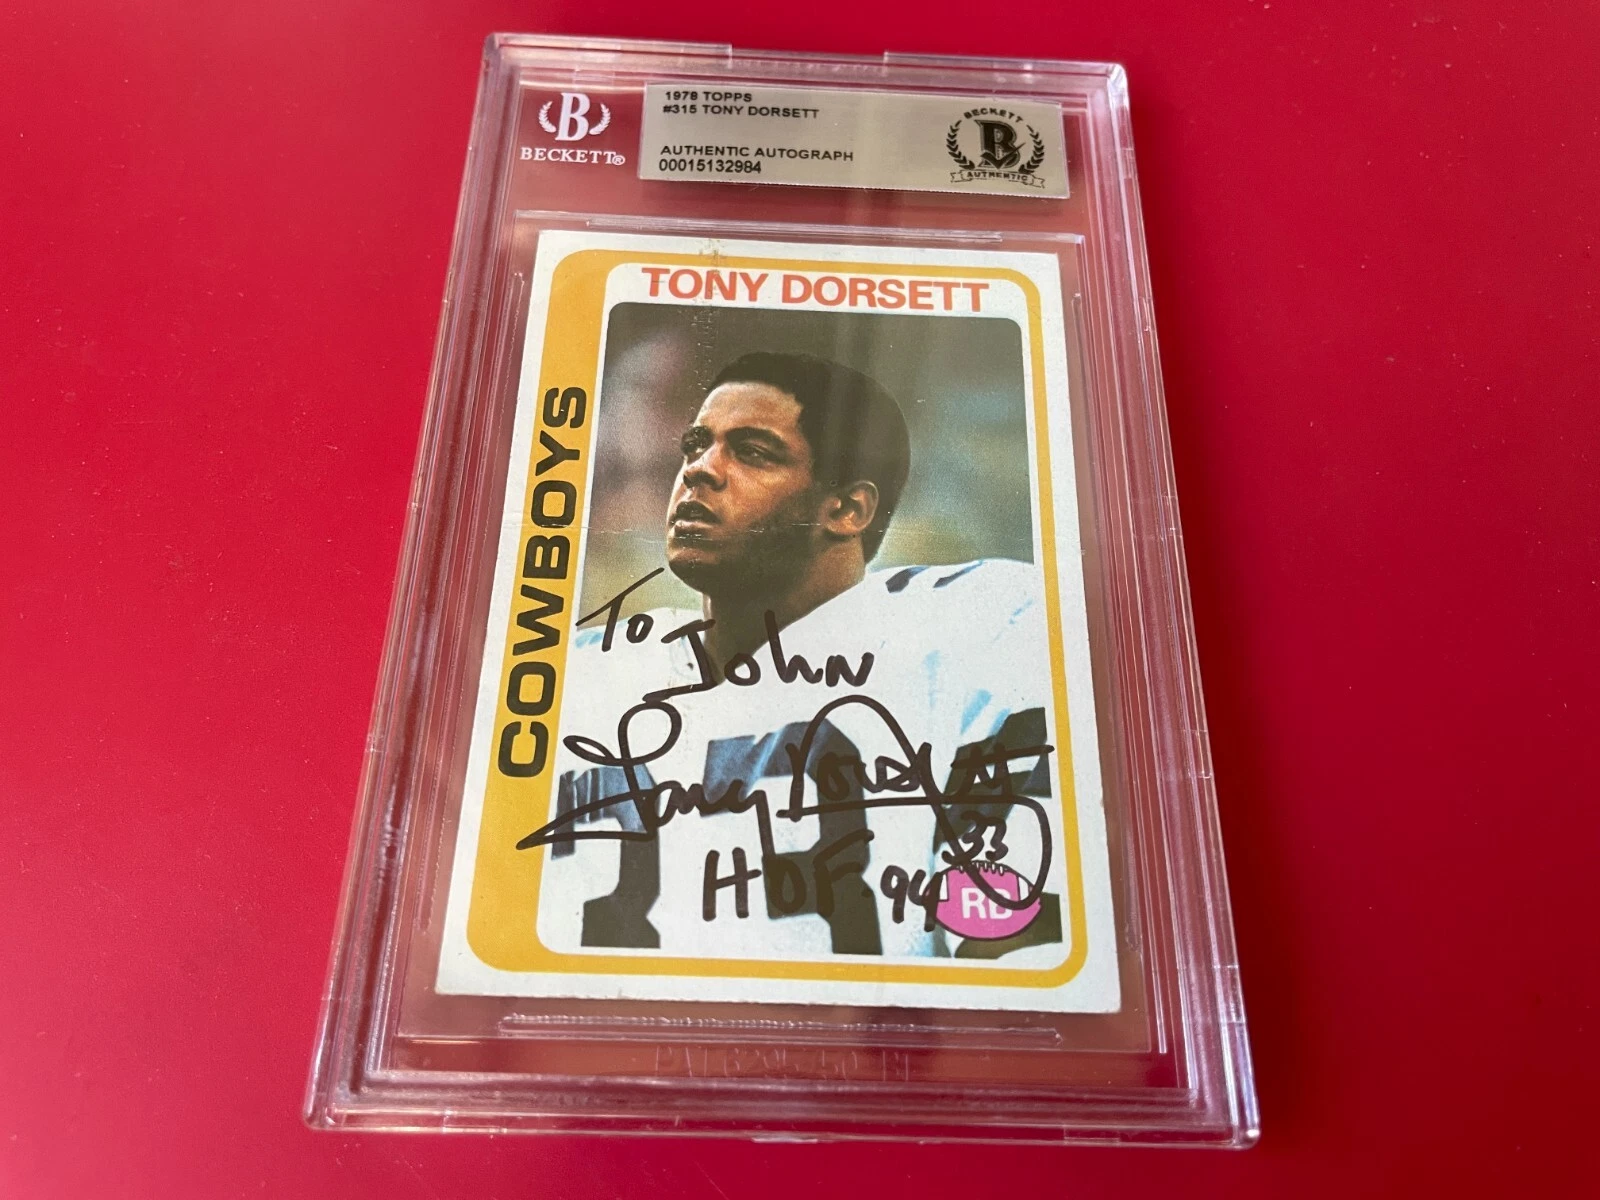 B
BECKETT®
1978 TOPPS
#315 TONY DORSETT
AUTHENTIC AUTOGRAPH
00015132984
BECKETT
B
AUTHENTIC
TONY DORSETT
COWBOYS
To
John
Tony Dorsett
33
HOF. 94
RB